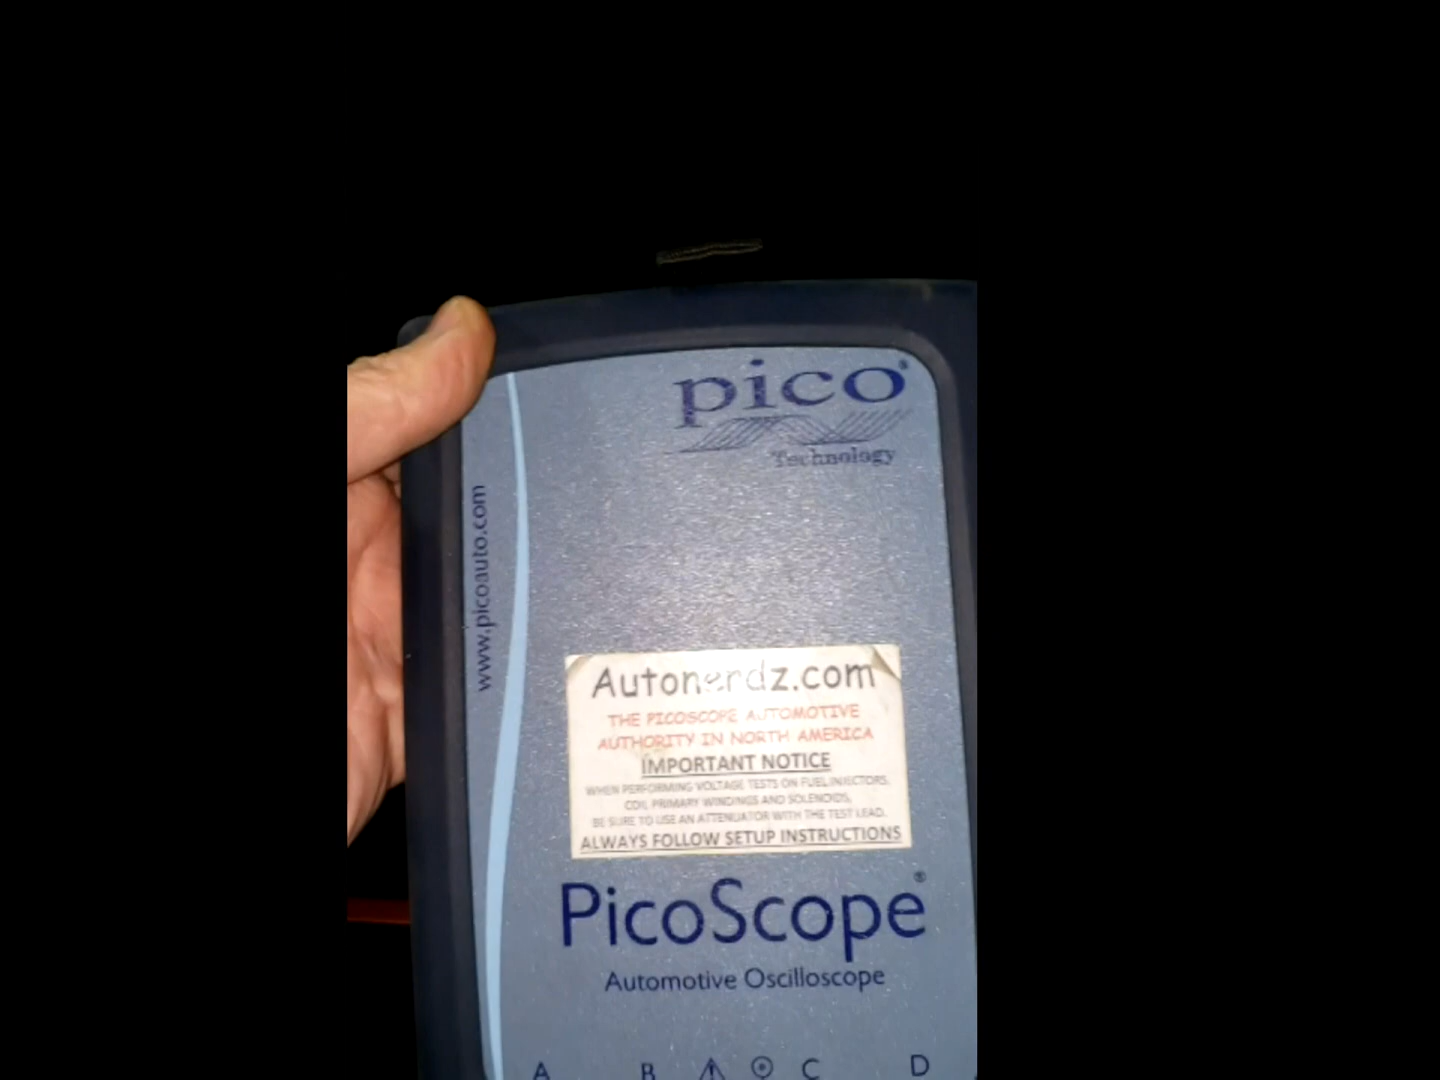 pico®
Technology
www.picoauto.com
Autonerdz.com
THE PICOSCOPE AUTOMOTIVE
AUTHORITY IN NORTH AMERICA
IMPORTANT NOTICE
WHEN PERFORMING VOLTAGE TESTS ON FUEL INJECTORS,
COIL PRIMARY WINDINGS AND SOLENOIDS,
BE SURE TO USE AN ATTENUATOR WITH THE TEST LEAD.
ALWAYS FOLLOW SETUP INSTRUCTIONS
PicoScope®
Automotive Oscilloscope
A B C D